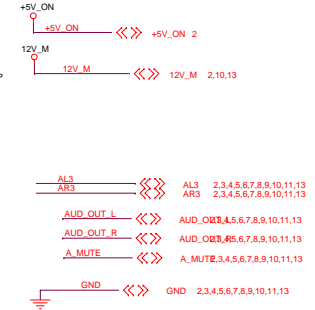 +5V_ON
+5V_ON +5V_ON 2
12V_M
12V_M 12V_M 2,10,13
AL3 AL3 2,3,4,5,6,7,8,9,10,11,13
AR3 AR3 2,3,4,5,6,7,8,9,10,11,13
AUD_OUT_L AUD_OUT_L 2,3,4,5,6,7,8,9,10,11,13
AUD_OUT_R AUD_OUT_R 2,3,4,5,6,7,8,9,10,11,13
A_MUTE A_MUTE 2,3,4,5,6,7,8,9,10,11,13
GND GND 2,3,4,5,6,7,8,9,10,11,13